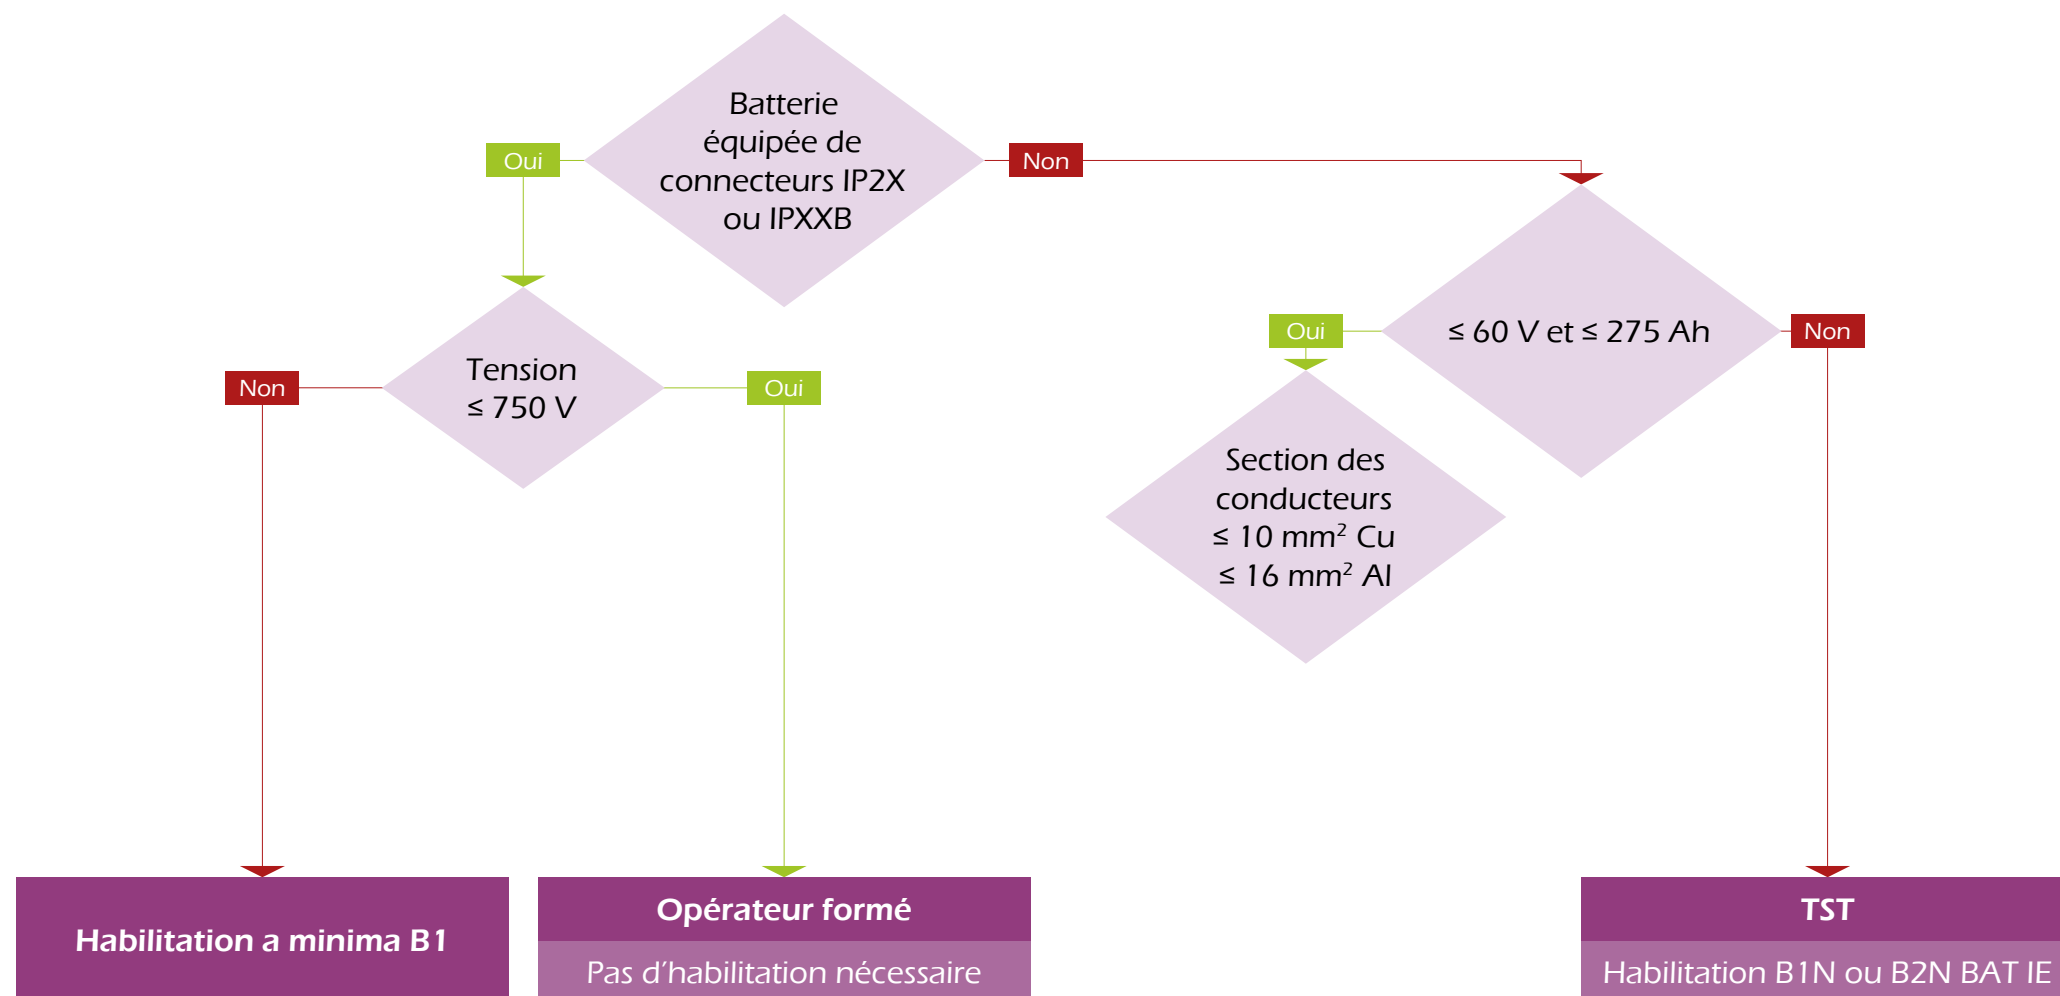 Batterie
équipée de
connecteurs IP2X
ou IPXXB
Oui
Non
Tension
≤ 750 V
Non
Oui
≤ 60 V et ≤ 275 Ah
Oui
Non
Section des
conducteurs
≤ 10 mm² Cu
≤ 16 mm² Al
Habilitation a minima B1
Opérateur formé
Pas d’habilitation nécessaire
TST
Habilitation B1N ou B2N BAT IE